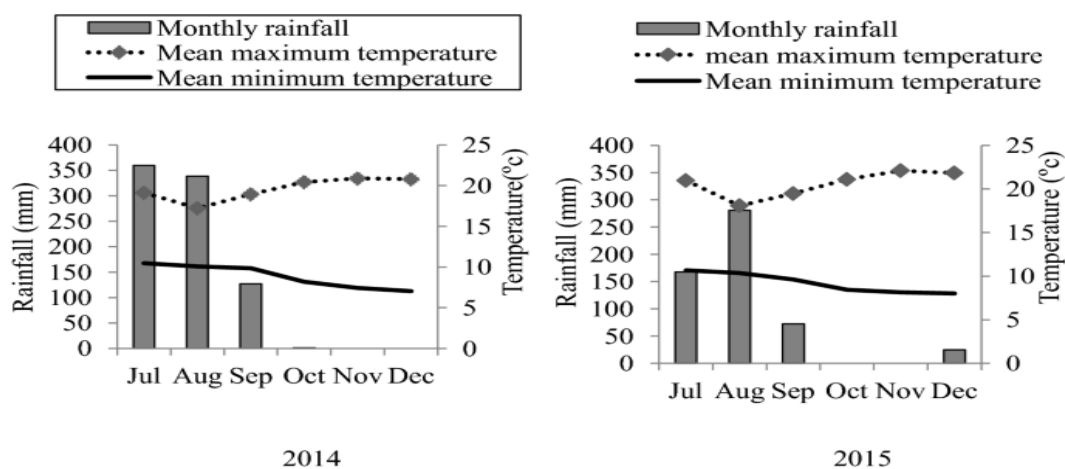 Monthly rainfall
Mean maximum temperature
Mean minimum temperature
Rainfall (mm)
400
350
300
250
200
150
100
50
0
25
20
15
10
5
0
Temperature(⁰c)
Jul Aug Sep Oct Nov Dec
2014
Monthly rainfall
mean maximum temperature
Mean minimum temperature
Rainfall (mm)
400
350
300
250
200
150
100
50
0
25
20
15
10
5
0
Temperature (⁰c)
Jul Aug Sep Oct Nov Dec
2015